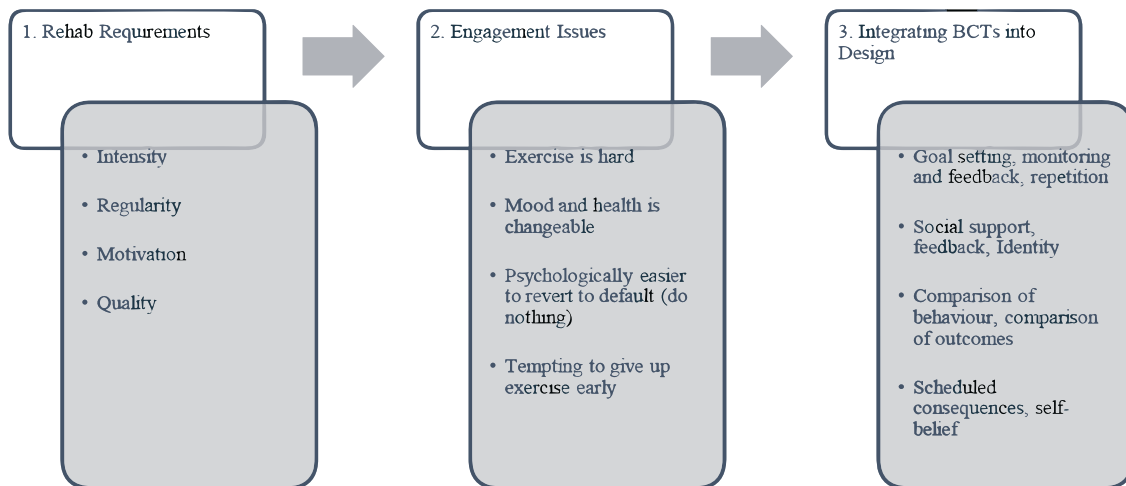 1. Rehab Requirements
• Intensity
• Regularity
• Motivation
• Quality
2. Engagement Issues
• Exercise is hard
• Mood and health is
changeable
• Psychologically easier
to revert to default (do
nothing)
• Tempting to give up
exercise early
3. Integrating BCTs into
Design
• Goal setting, monitoring
and feedback, repetition
• Social support,
feedback, Identity
• Comparison of
behaviour, comparison
of outcomes
• Scheduled
consequences, self-
belief